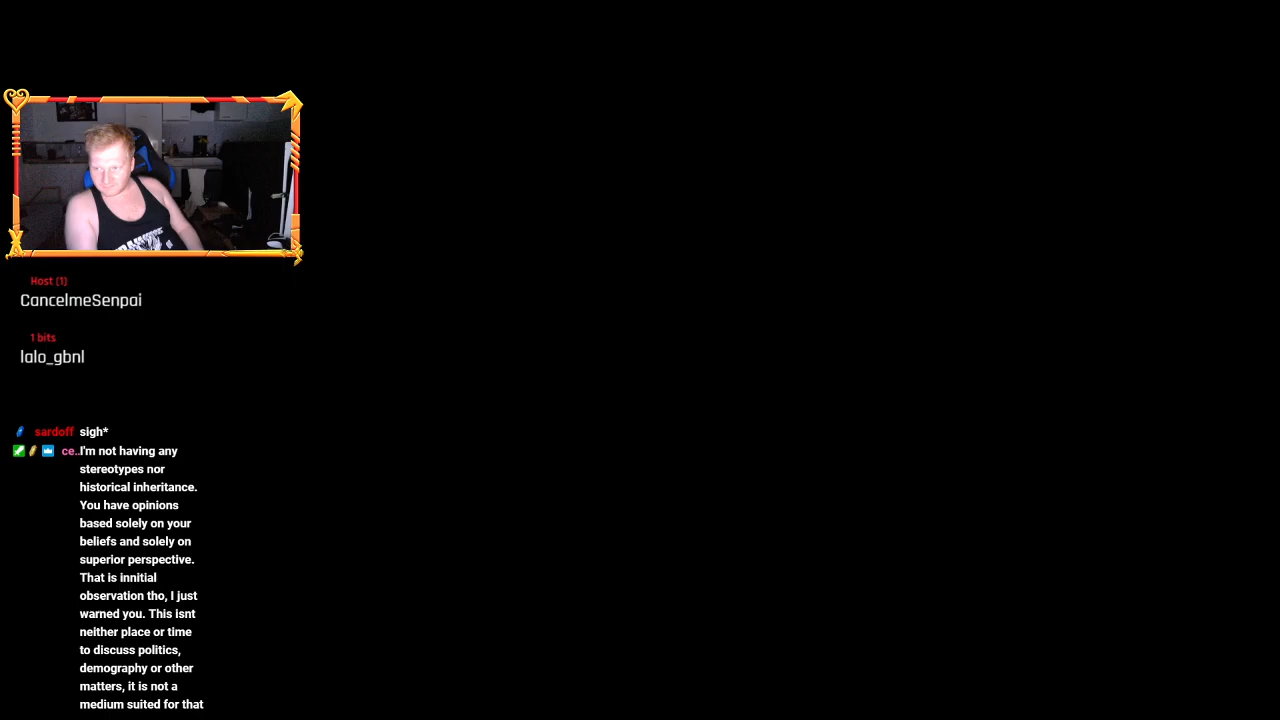 Host (1)
CancelmeSenpai
1 bits
lalo_gbnl
sardoff sigh*
ce..I'm not having any
stereotypes nor
historical inheritance.
You have opinions
based solely on your
beliefs and solely on
superior perspective.
That is innitial
observation tho, I just
warned you. This isnt
neither place or time
to discuss politics,
demography or other
matters, it is not a
medium suited for that